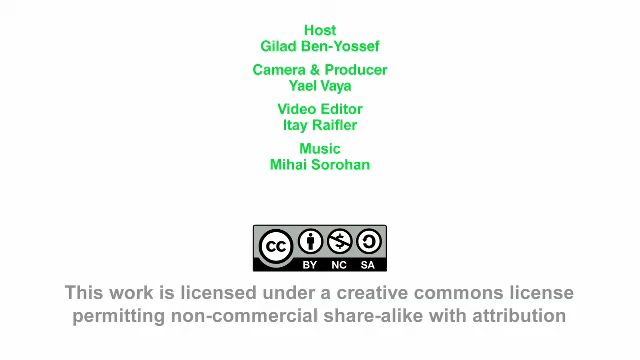 Host
Gilad Ben-Yossef
Camera & Producer
Yael Vaya
Video Editor
Itay Raifler
Music
Mihai Sorohan
cc
BY NC SA
This work is licensed under a creative commons license
permitting non-commercial share-alike with attribution